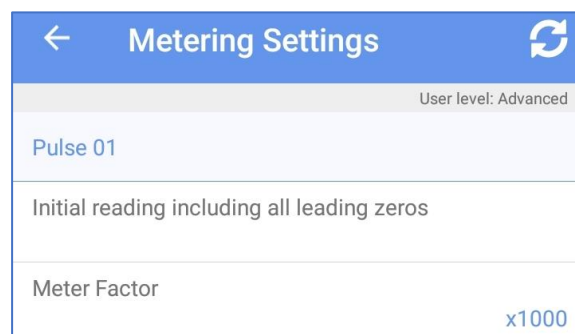 Metering Settings
User level: Advanced
Pulse 01
Initial reading including all leading zeros
Meter Factor
x1000